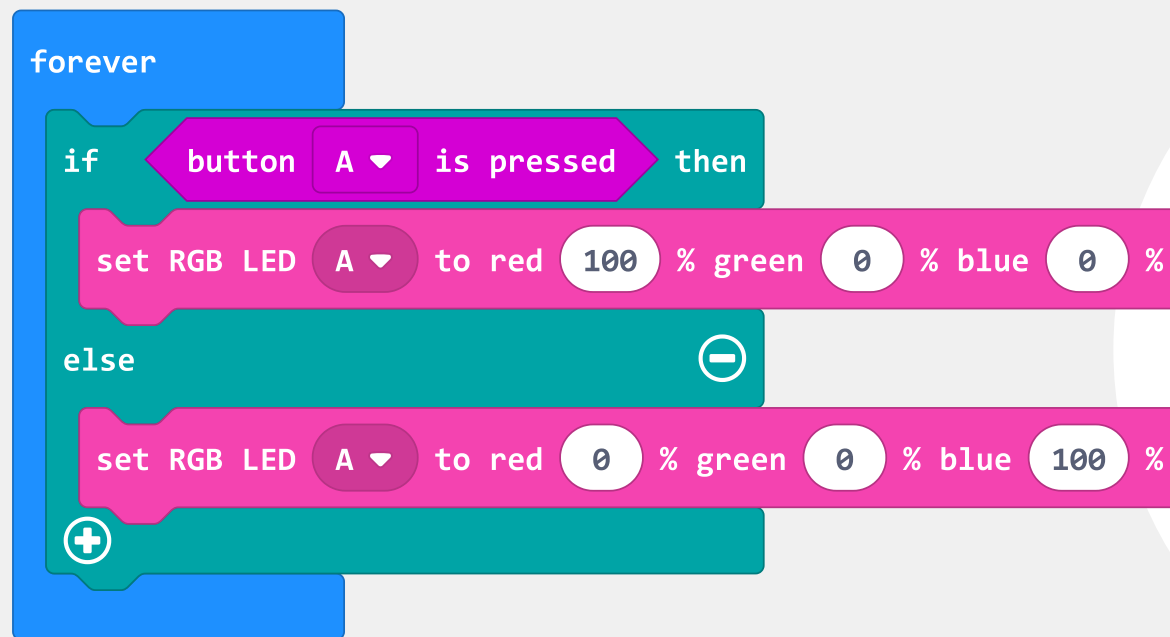 forever
if button A is pressed then
set RGB LED A to red 100 % green 0 % blue 0 %
else
set RGB LED A to red 0 % green 0 % blue 100 %